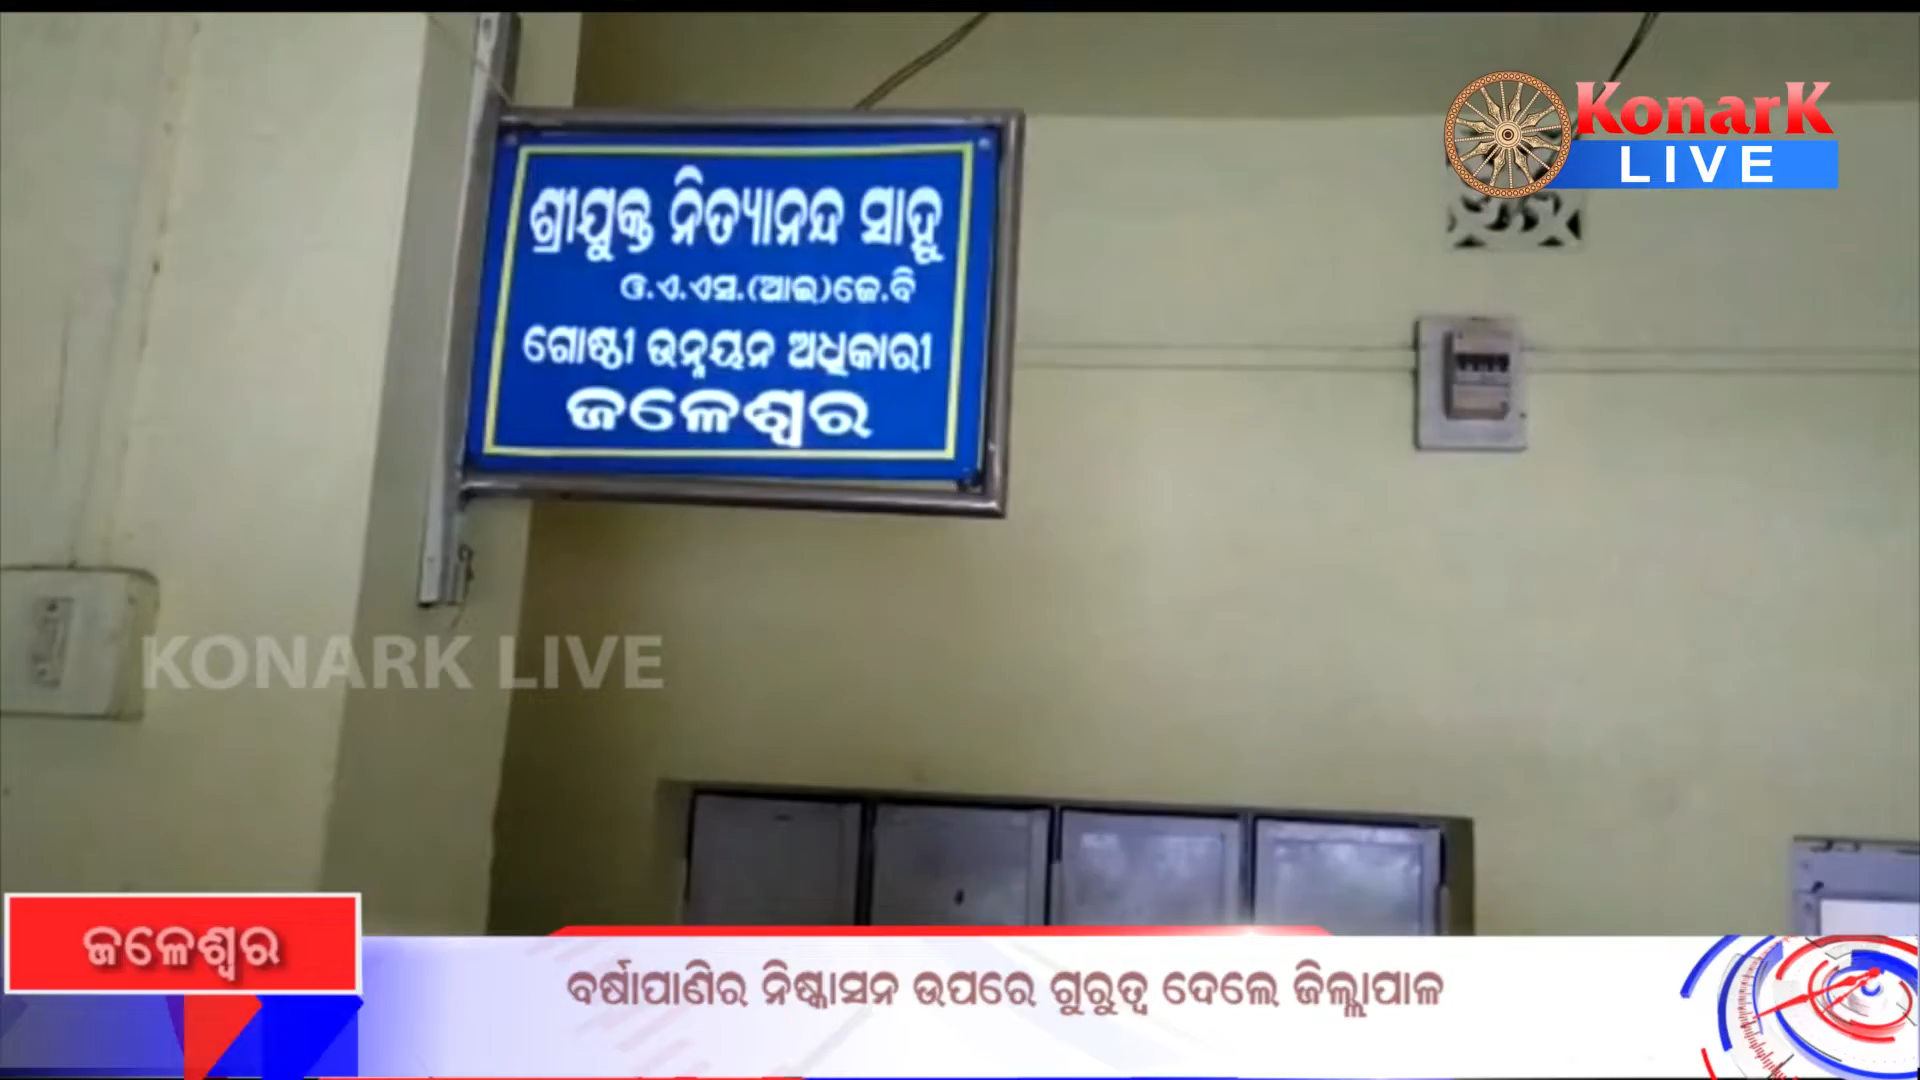 KonarK
LIVE
ଶ୍ରୀଯୁକ୍ତ ନିତ୍ୟାନନ୍ଦ ସାହୁ
ଓ.ଏ.ଏସ.(ଆଇ)ଜେ.ବି
ଗୋଷ୍ଠୀ ଉନ୍ନୟନ ଅଧିକାରୀ
ଜଳେଶ୍ୱର
KONARK LIVE
ଜଳେଶ୍ୱର
ବର୍ଷାପାଣିର ନିଷ୍କାସନ ଉପରେ ଗୁରୁତ୍ୱ ଦେଲେ ଜିଲ୍ଲାପାଳ